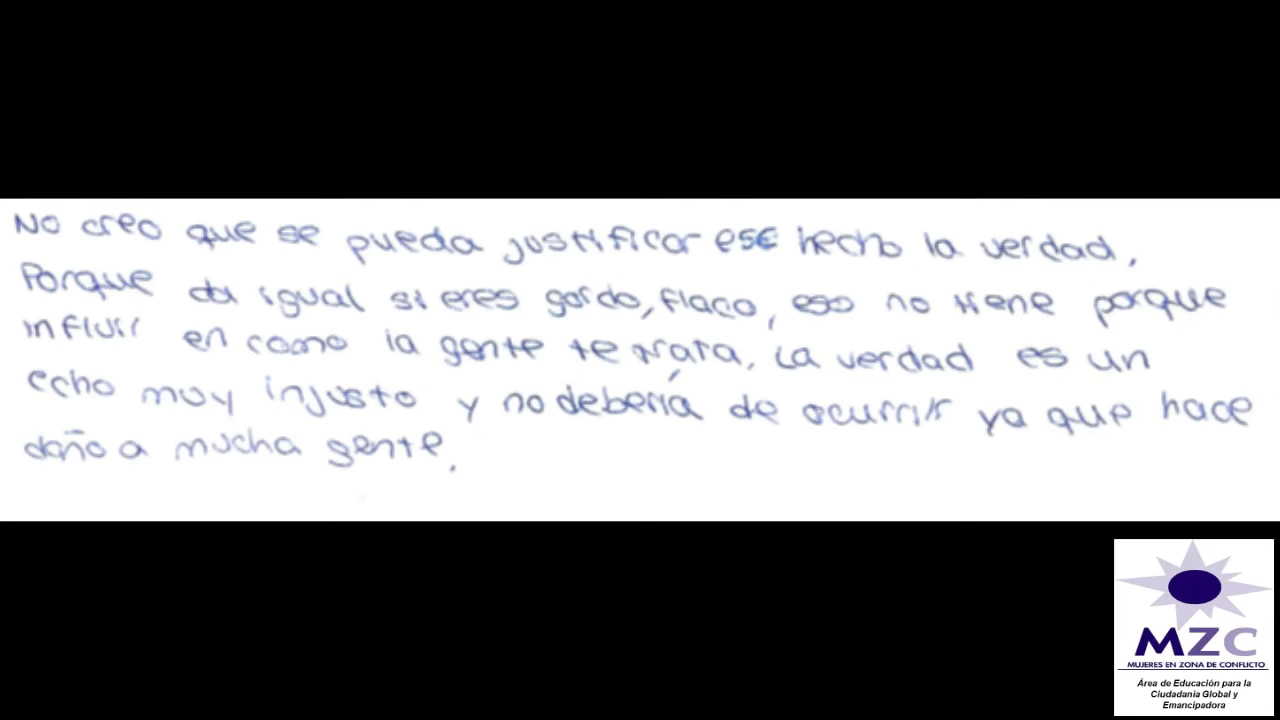 No creo que se pueda justificar ese hecho la verdad,
Porque da igual si eres gordo, flaco, eso no tiene porque
influir en como la gente te trata. La verdad es un
echo muy injusto y no debería de ocurrir ya que hace
daño a mucha gente.
MZC
MUJERES EN ZONA DE CONFLICTO
Área de Educación para la
Ciudadanía Global y
Emancipadora